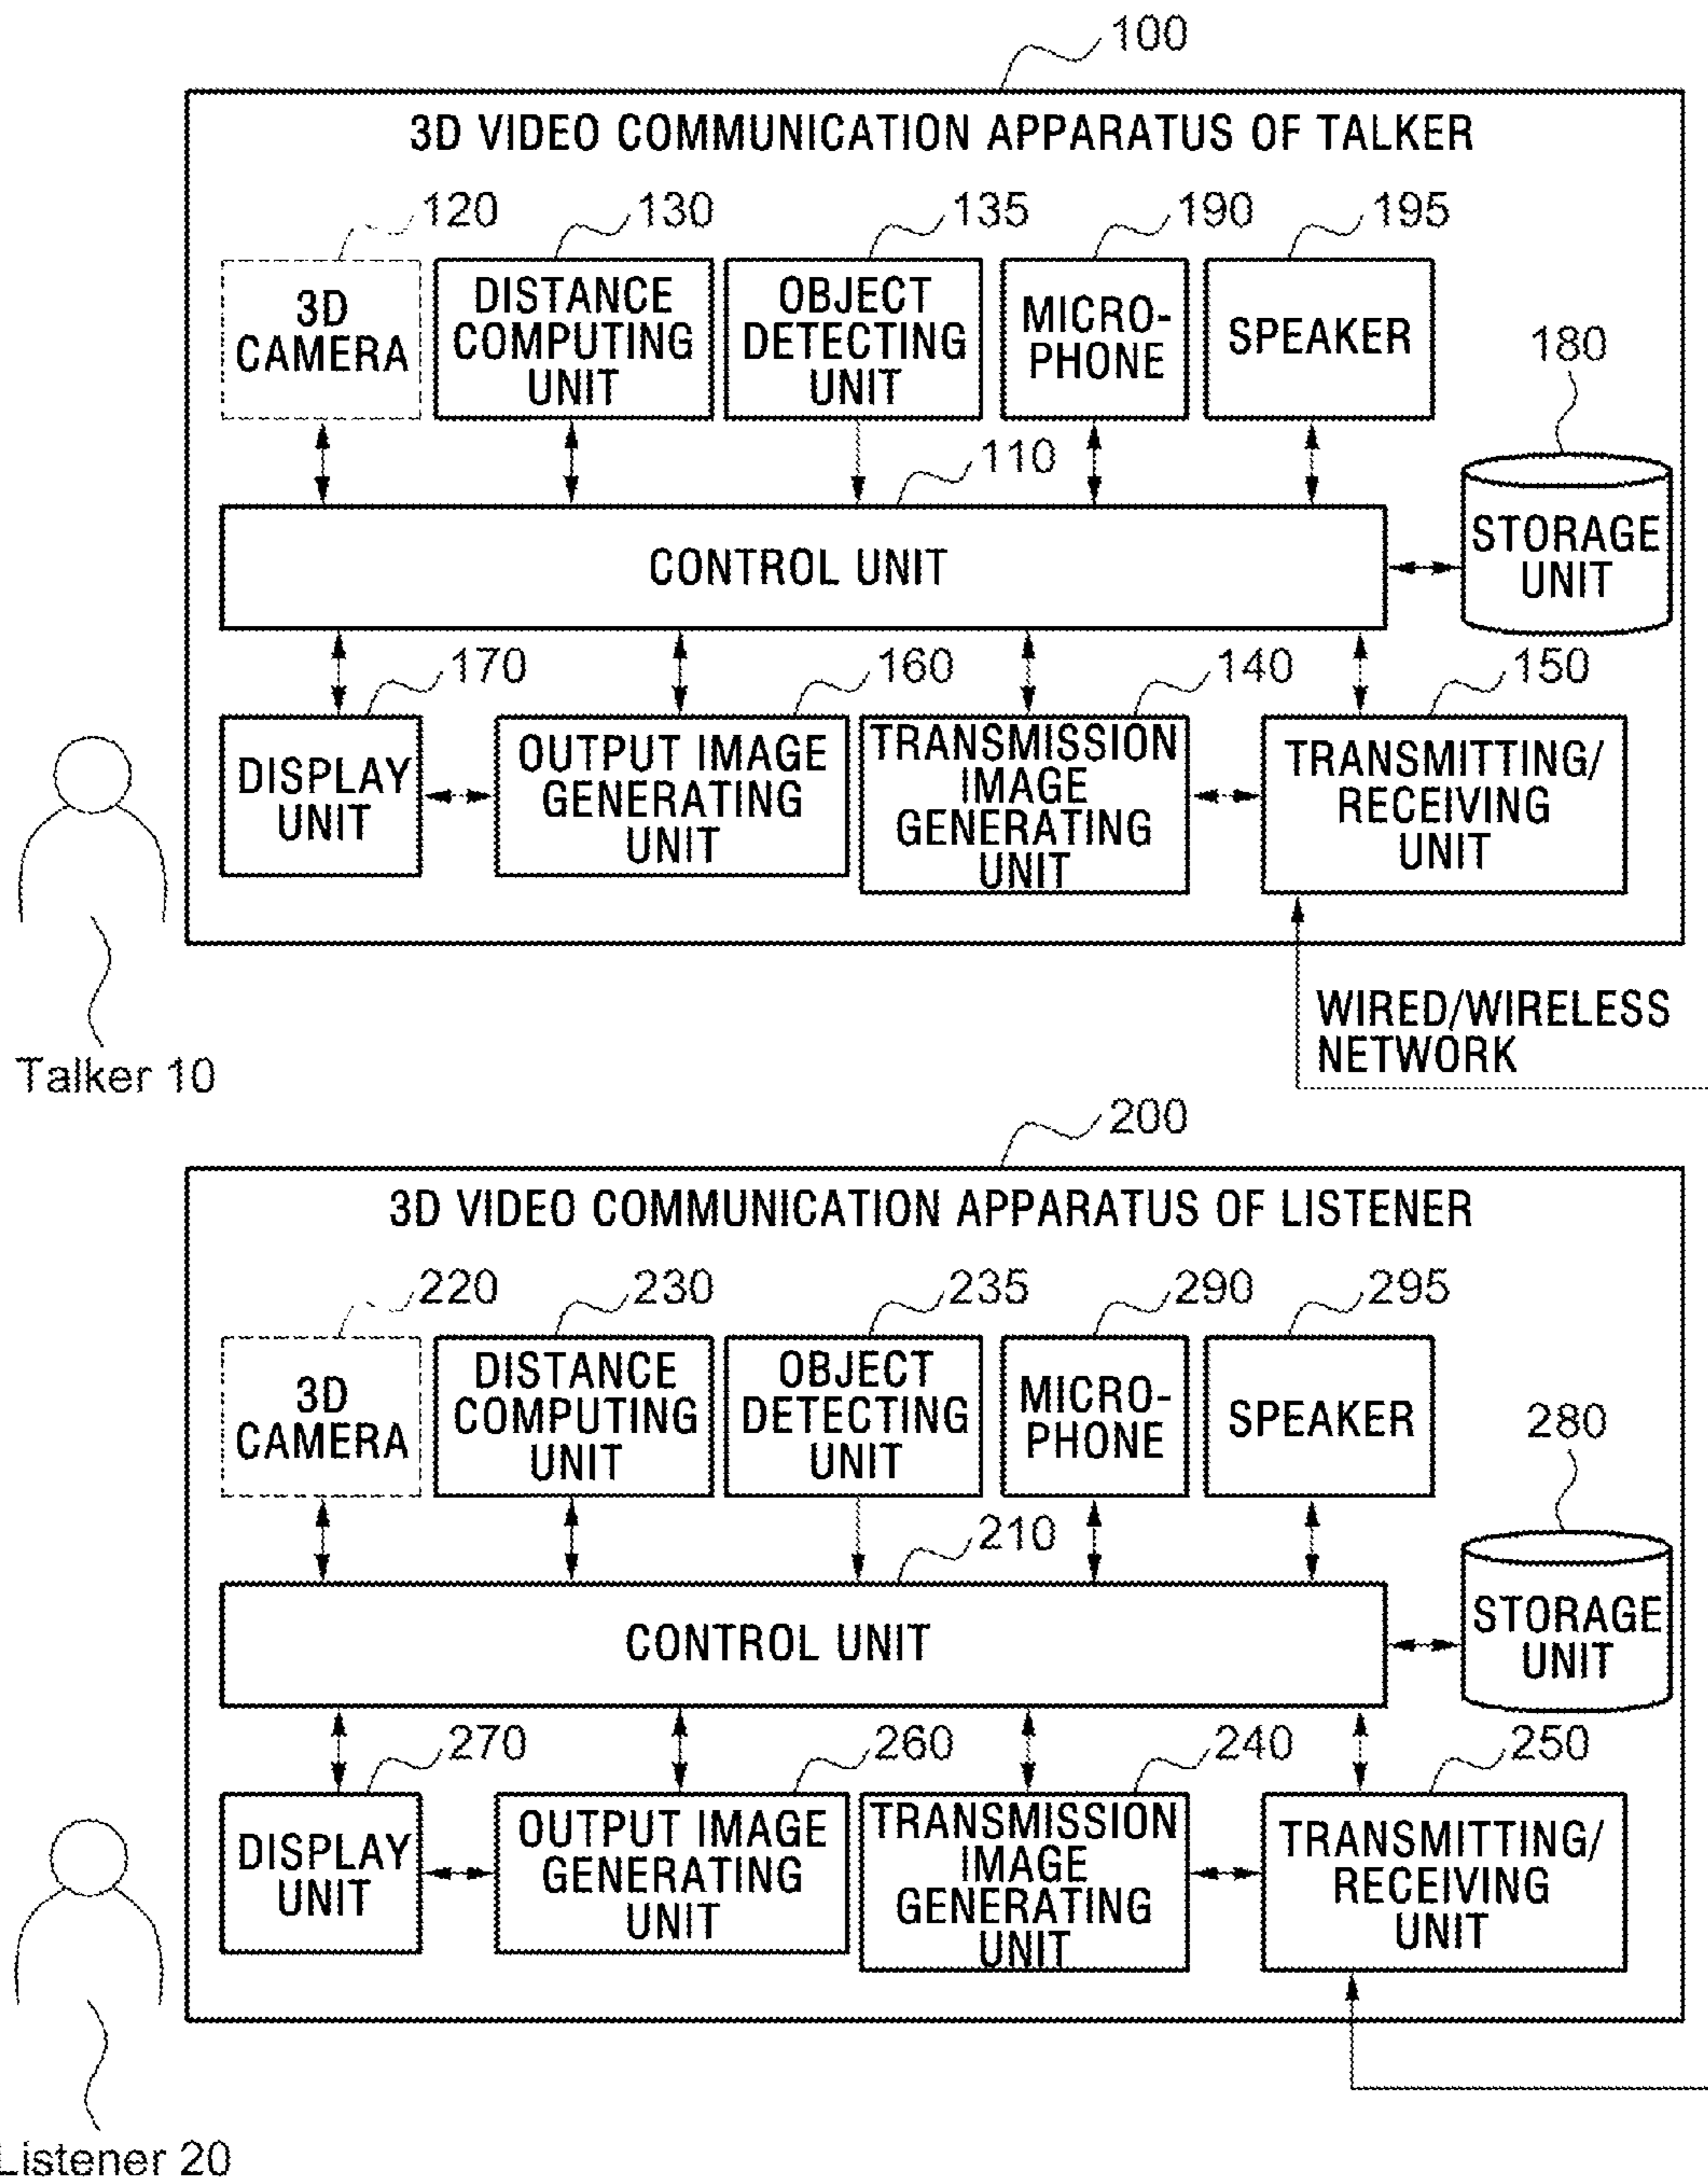 100
3D VIDEO COMMUNICATION APPARATUS OF TALKER
120
130
135
190
195
3D
CAMERA
DISTANCE
COMPUTING
UNIT
OBJECT
DETECTING
UNIT
MICRO-
PHONE
SPEAKER
180
110
CONTROL UNIT
STORAGE
UNIT
170
160
140
150
DISPLAY
UNIT
OUTPUT IMAGE
GENERATING
UNIT
TRANSMISSION
IMAGE
GENERATING
UNIT
TRANSMITTING/
RECEIVING
UNIT
WIRED/WIRELESS
NETWORK
Talker 10
200
3D VIDEO COMMUNICATION APPARATUS OF LISTENER
220
230
235
290
295
3D
CAMERA
DISTANCE
COMPUTING
UNIT
OBJECT
DETECTING
UNIT
MICRO-
PHONE
SPEAKER
280
210
CONTROL UNIT
STORAGE
UNIT
270
260
240
250
DISPLAY
UNIT
OUTPUT IMAGE
GENERATING
UNIT
TRANSMISSION
IMAGE
GENERATING
UNIT
TRANSMITTING/
RECEIVING
UNIT
Listener 20